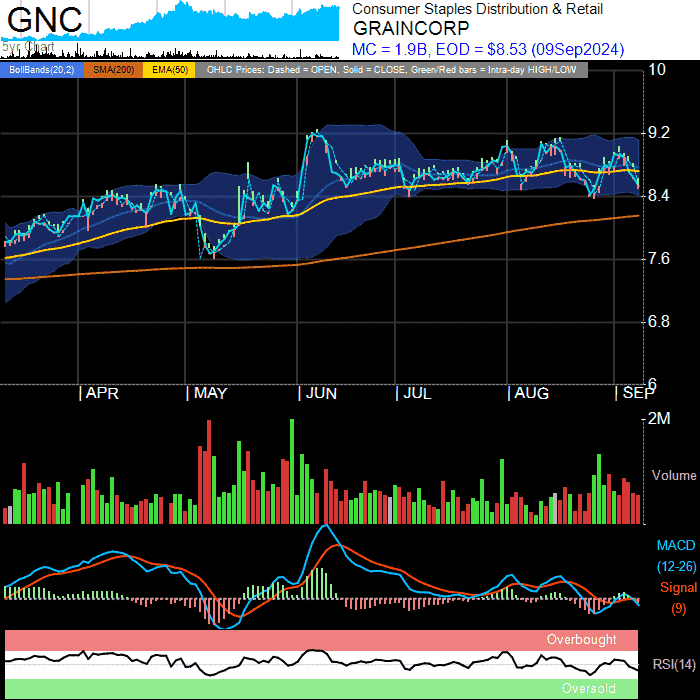 GNC
Consumer Staples Distribution & Retail
GRAINCORP
5yr Chart
MC = 1.9B, EOD = $8.53 (09Sep2024)
BollBands(20,2) SMA(200) EMA(50) OHLC Prices: Dashed = OPEN, Solid = CLOSE, Green/Red bars = Intra-day HIGH/LOW
10
9.2
8.4
7.6
6.8
6
APR MAY JUN JUL AUG SEP
2M
Volume
MACD
(12-26)
Signal
(9)
Overbought
RSI(14)
Oversold